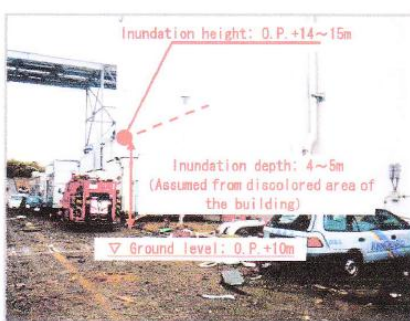 Inundation height: O.P.+14～15m
Inundation depth: 4～5m
(Assumed from discolored area of
the building)
▽ Ground level: O.P.+10m